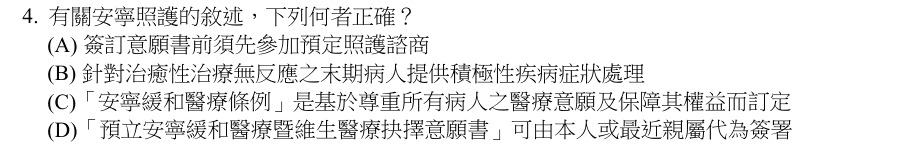 4. 有關安寧照護的敘述，下列何者正確？
(A) 簽訂意願書前須先參加預定照護諮商
(B) 針對治癒性治療無反應之末期病人提供積極性疾病症狀處理
(C)「安寧緩和醫療條例」是基於尊重所有病人之醫療意願及保障其權益而訂定
(D)「預立安寧緩和醫療暨維生醫療抉擇意願書」可由本人或最近親屬代為簽署